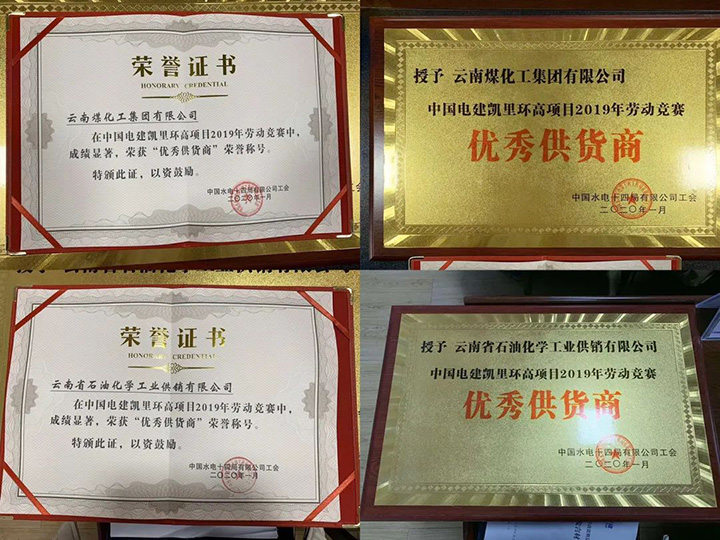 荣誉证书
HONORARY CREDENTIAL
云南煤化工集团有限公司
在中国电建凯里环高项目2019年劳动竞赛中，
成绩显著，荣获“优秀供货商”荣誉称号。
特颁此证，以资鼓励。
中国水电十四局有限公司工会
二〇二〇年一月
授予 云南煤化工集团有限公司
中国电建凯里环高项目2019年劳动竞赛
优秀供货商
中国水电十四局有限公司工会
二〇二〇年一月
荣誉证书
HONORARY CREDENTIAL
云南省石油化学工业供销有限公司
在中国电建凯里环高项目2019年劳动竞赛中，
成绩显著，荣获“优秀供货商”荣誉称号。
特颁此证，以资鼓励。
中国水电十四局有限公司工会
二〇二〇年一月
授予 云南省石油化学工业供销有限公司
中国电建凯里环高项目2019年劳动竞赛
优秀供货商
中国水电十四局有限公司工会
二〇二〇年一月